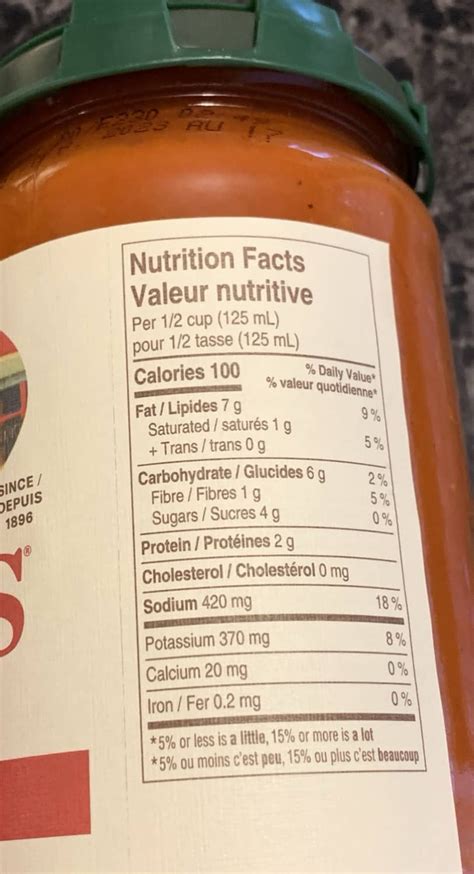 2023 AU 17
Nutrition Facts
Valeur nutritive
Per 1/2 cup (125 mL)
pour 1/2 tasse (125 mL)
Calories 100
% Daily Value*
% valeur quotidienne*
Fat / Lipides 7 g 9 %
Saturated / saturés 1 g
+ Trans / trans 0 g 5 %
Carbohydrate / Glucides 6 g 2 %
Fibre / Fibres 1 g 5 %
Sugars / Sucres 4 g 0 %
Protein / Protéines 2 g
Cholesterol / Cholestérol 0 mg
Sodium 420 mg 18 %
Potassium 370 mg 8 %
Calcium 20 mg 0 %
Iron / Fer 0.2 mg 0 %
*5% or less is a little, 15% or more is a lot
*5% ou moins c'est peu, 15% ou plus c'est beaucoup
SINCE /
DEPUIS
1896
S®